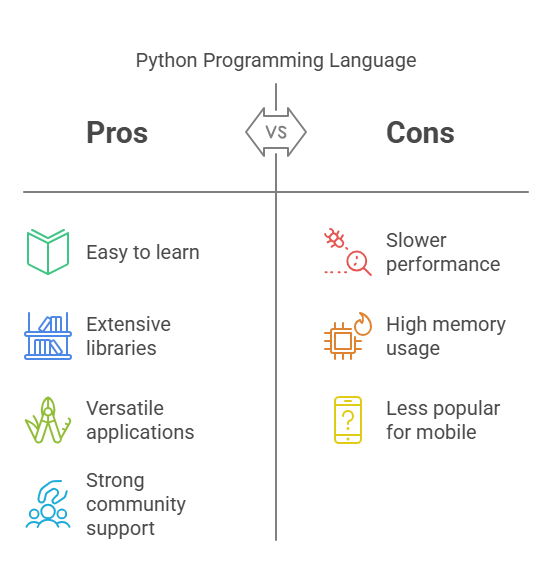 Python Programming Language
Pros
VS
Cons
Easy to learn
Extensive
libraries
Versatile
applications
Strong
community
support
Slower
performance
High memory
usage
Less popular
for mobile